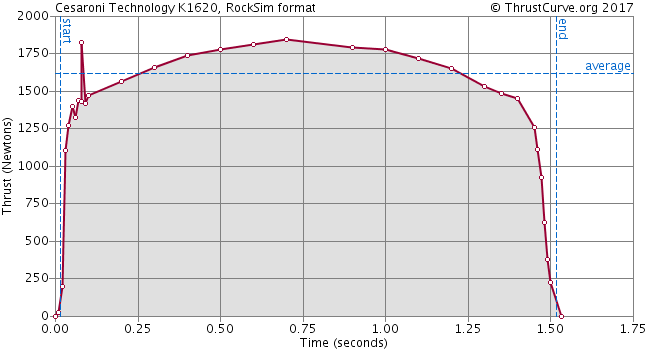 Cesaroni Technology K1620, RockSim format
© ThrustCurve.org 2017
2000
1750
1500
1250
1000
750
500
250
0
Thrust (Newtons)
start
end
average
0.00
0.25
0.50
0.75
1.00
1.25
1.50
1.75
Time (seconds)